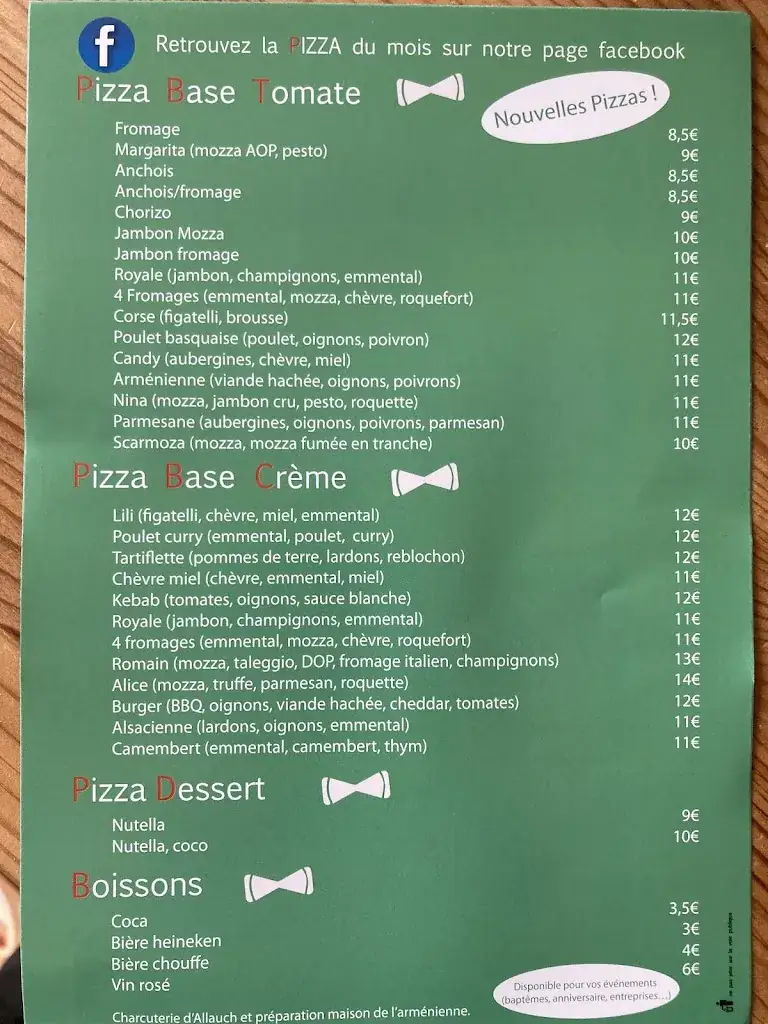 f Retrouvez la PIZZA du mois sur notre page facebook
Pizza Base Tomate
Nouvelles Pizzas !
Fromage 8,5€
Margarita (mozza AOP, pesto) 9€
Anchois 8,5€
Anchois/fromage 8,5€
Chorizo 9€
Jambon Mozza 10€
Jambon fromage 10€
Royale (jambon, champignons, emmental) 11€
4 Fromages (emmental, mozza, chèvre, roquefort) 11€
Corse (figatelli, brousse) 11,5€
Poulet basquaise (poulet, oignons, poivron) 12€
Candy (aubergines, chèvre, miel) 11€
Arménienne (viande hachée, oignons, poivrons) 11€
Nina (mozza, jambon cru, pesto, roquette) 11€
Parmesane (aubergines, oignons, poivrons, parmesan) 11€
Scarmoza (mozza, mozza fumée en tranche) 10€
Pizza Base Crème
Lili (figatelli, chèvre, miel, emmental) 12€
Poulet curry (emmental, poulet, curry) 12€
Tartiflette (pommes de terre, lardons, reblochon) 12€
Chèvre miel (chèvre, emmental, miel) 11€
Kebab (tomates, oignons, sauce blanche) 12€
Royale (jambon, champignons, emmental) 11€
4 fromages (emmental, mozza, chèvre, roquefort) 11€
Romain (mozza, taleggio, DOP, fromage italien, champignons) 13€
Alice (mozza, truffe, parmesan, roquette) 14€
Burger (BBQ, oignons, viande hachée, cheddar, tomates) 12€
Alsacienne (lardons, oignons, emmental) 11€
Camembert (emmental, camembert, thym) 11€
Pizza Dessert
Nutella 9€
Nutella, coco 10€
Boissons
Coca 3,5€
Bière heineken 3€
Bière chouffe 4€
Vin rosé 6€
Disponible pour vos événements
(baptêmes, anniversaire, entreprises...)
Charcuterie d'Allauch et préparation maison de l'arménienne.
ne pas jeter sur la voie publique